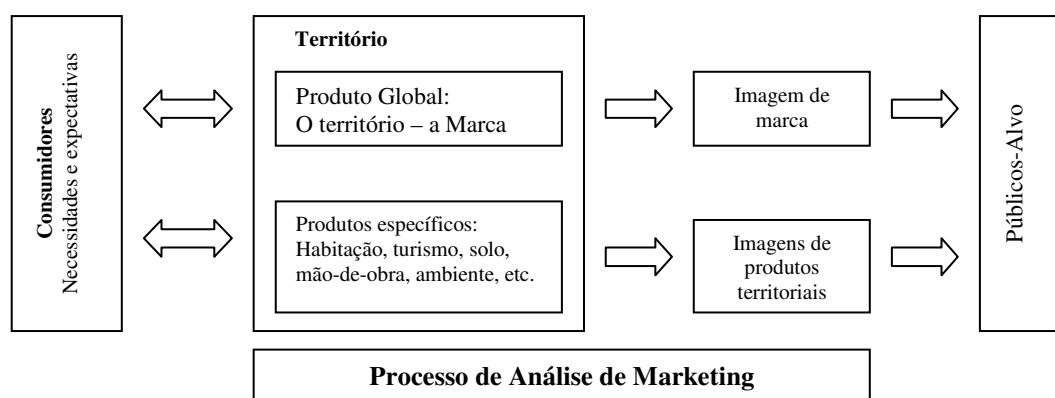 Consumidores
Necessidades e expectativas
Território
Produto Global:
O território – a Marca
Produtos específicos:
Habitação, turismo, solo,
mão-de-obra, ambiente, etc.
Imagem de
marca
Imagens de
produtos
territoriais
Públicos-Alvo
Processo de Análise de Marketing